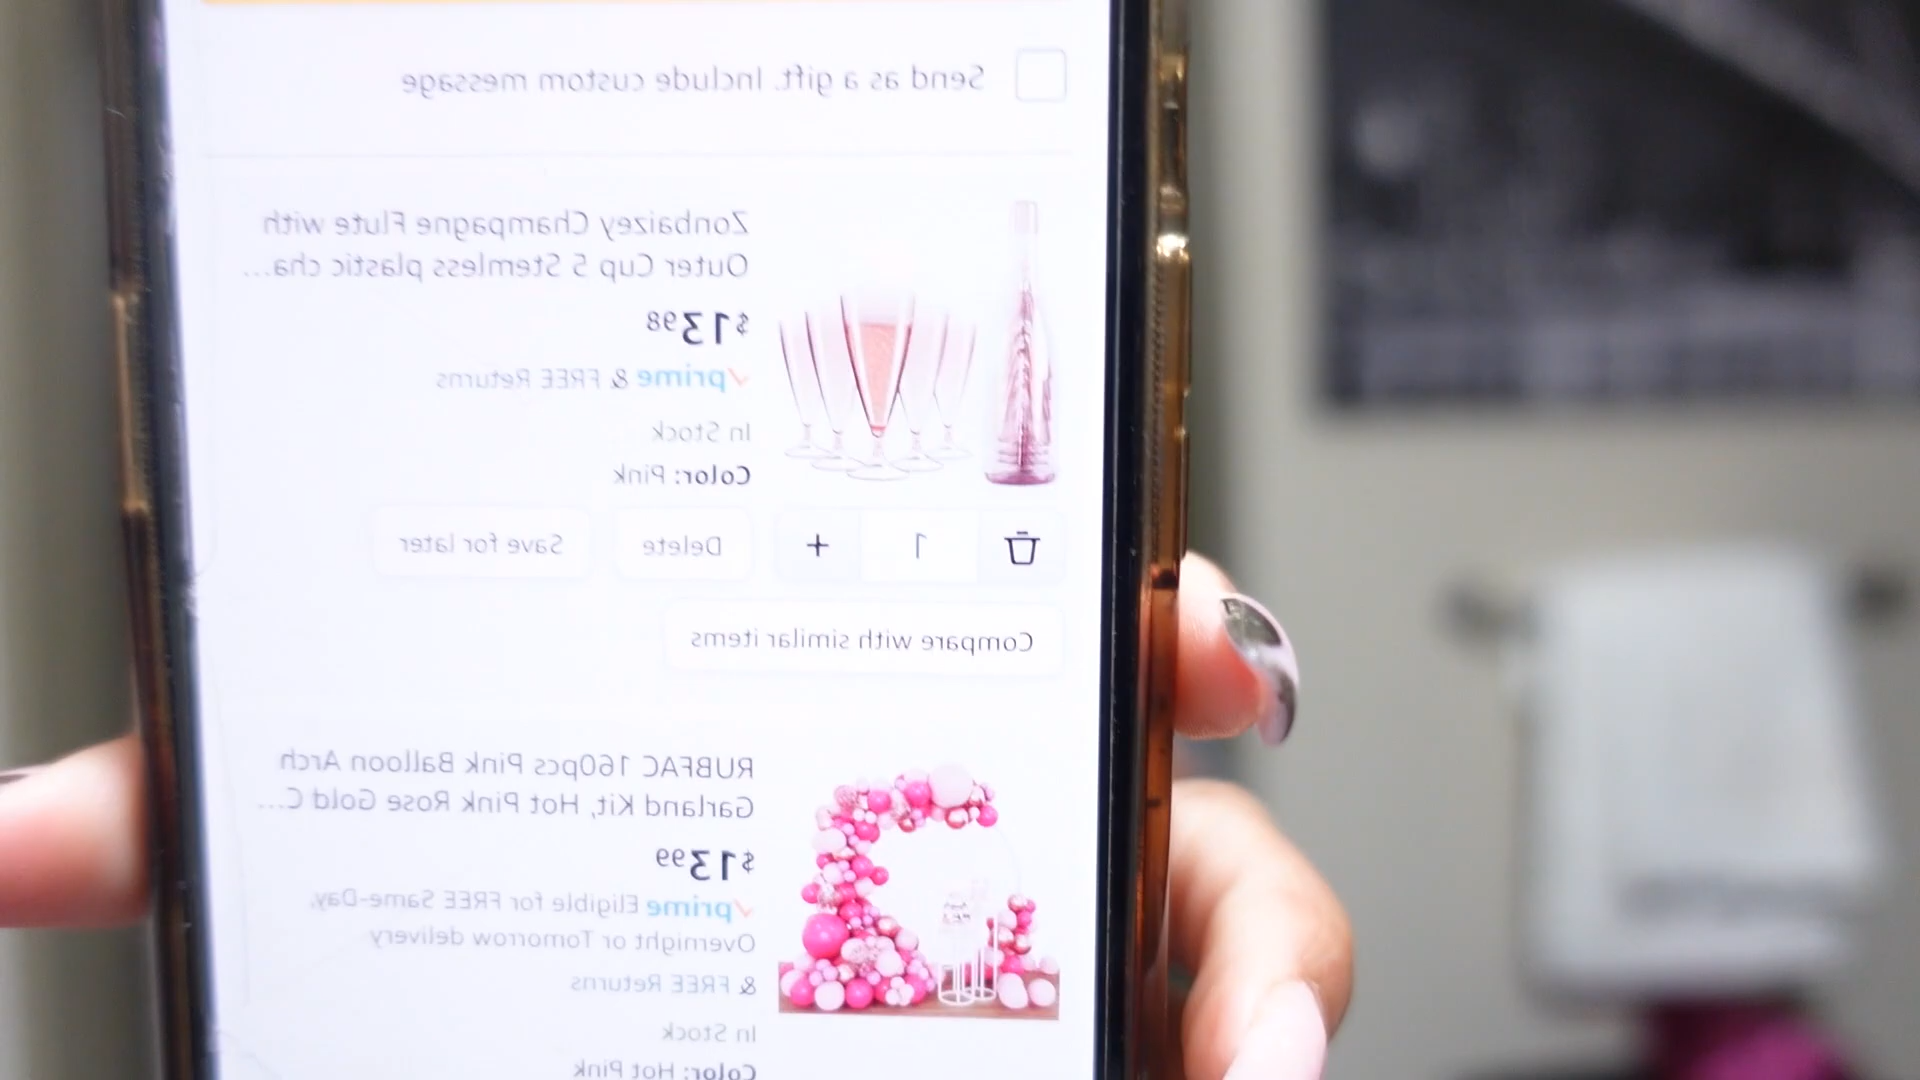 Send as a gift. Include custom message
Zonbaizey Champagne Flute with
Outer Cup 5 Stemless plastic cha...
$13 98
prime & FREE Returns
In Stock
Color: Pink
1 +
Delete
Save for later
Compare with similar items
RUBFAC 160pcs Pink Balloon Arch
Garland Kit, Hot Pink Rose Gold C...
$13 99
prime Eligible for FREE Same-Day,
Overnight or Tomorrow delivery
& FREE Returns
In Stock
Color: Hot Pink